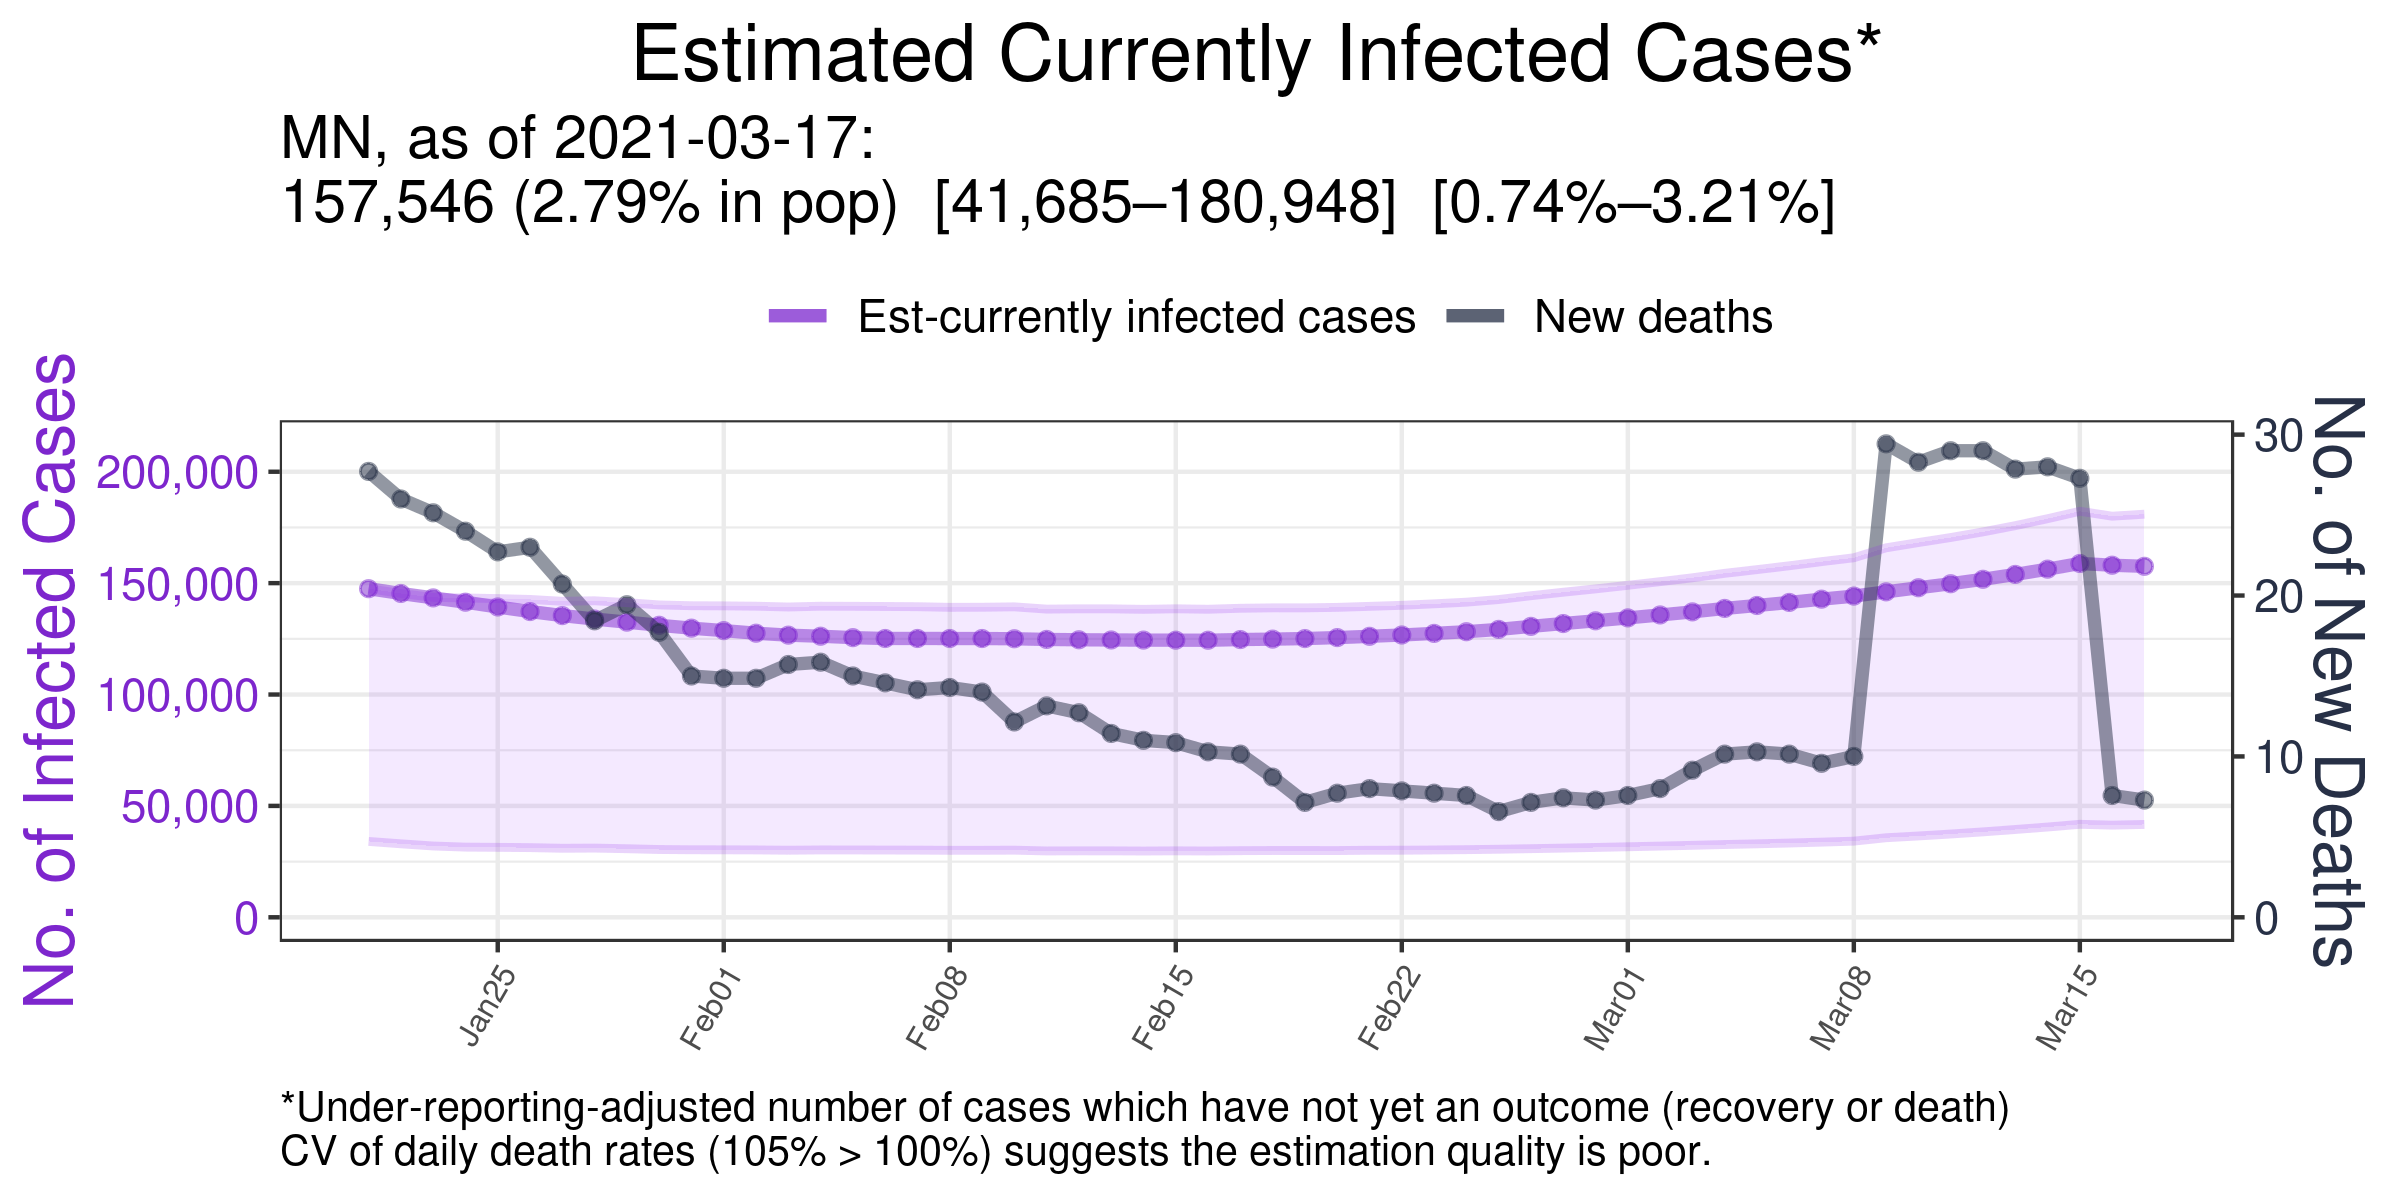 Estimated Currently Infected Cases*
MN, as of 2021-03-17:
157,546 (2.79% in pop)  [41,685–180,948]  [0.74%–3.21%]
Est-currently infected cases
New deaths
No. of Infected Cases
200,000
150,000
100,000
50,000
0
30
20
10
0
No. of New Deaths
Jan25
Feb01
Feb08
Feb15
Feb22
Mar01
Mar08
Mar15
*Under-reporting-adjusted number of cases which have not yet an outcome (recovery or death)
CV of daily death rates (105% > 100%) suggests the estimation quality is poor.